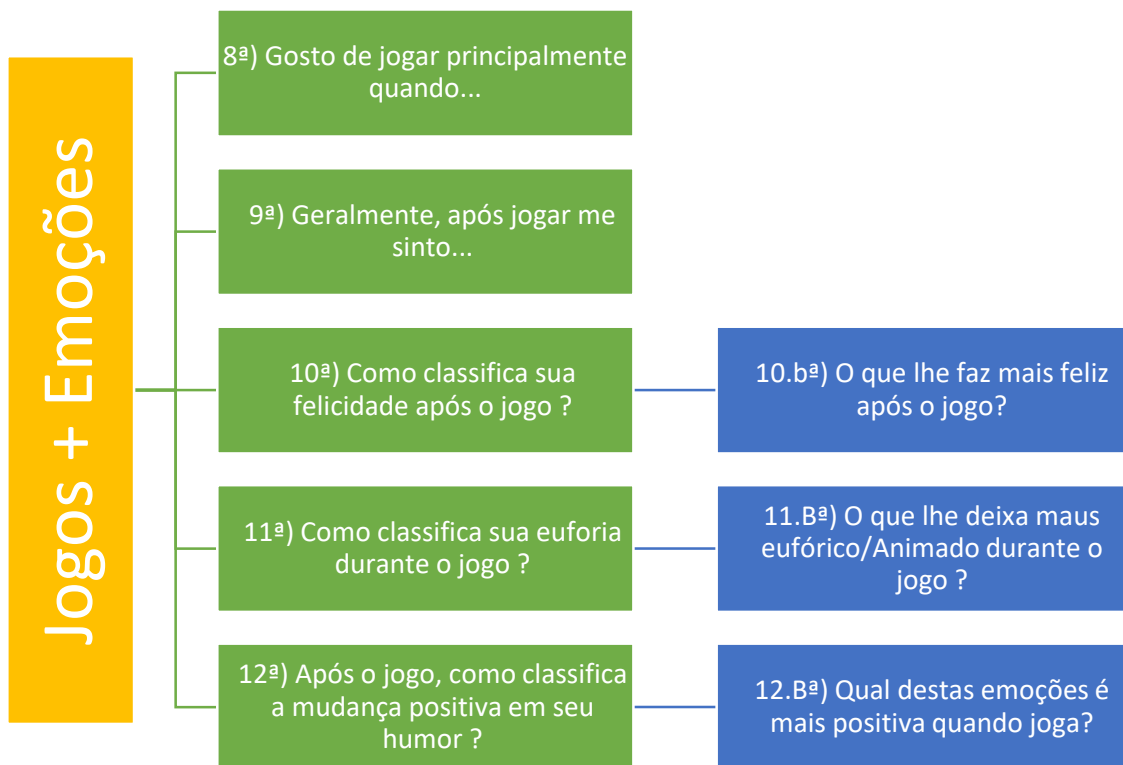 Jogos + Emoções
8ª) Gosto de jogar principalmente
quando...
9ª) Geralmente, após jogar me
sinto...
10ª) Como classifica sua
felicidade após o jogo ?
10.bª) O que lhe faz mais feliz
após o jogo?
11ª) Como classifica sua euforia
durante o jogo ?
11.Bª) O que lhe deixa maus
eufórico/Animado durante o
jogo ?
12ª) Após o jogo, como classifica
a mudança positiva em seu
humor ?
12.Bª) Qual destas emoções é
mais positiva quando joga?